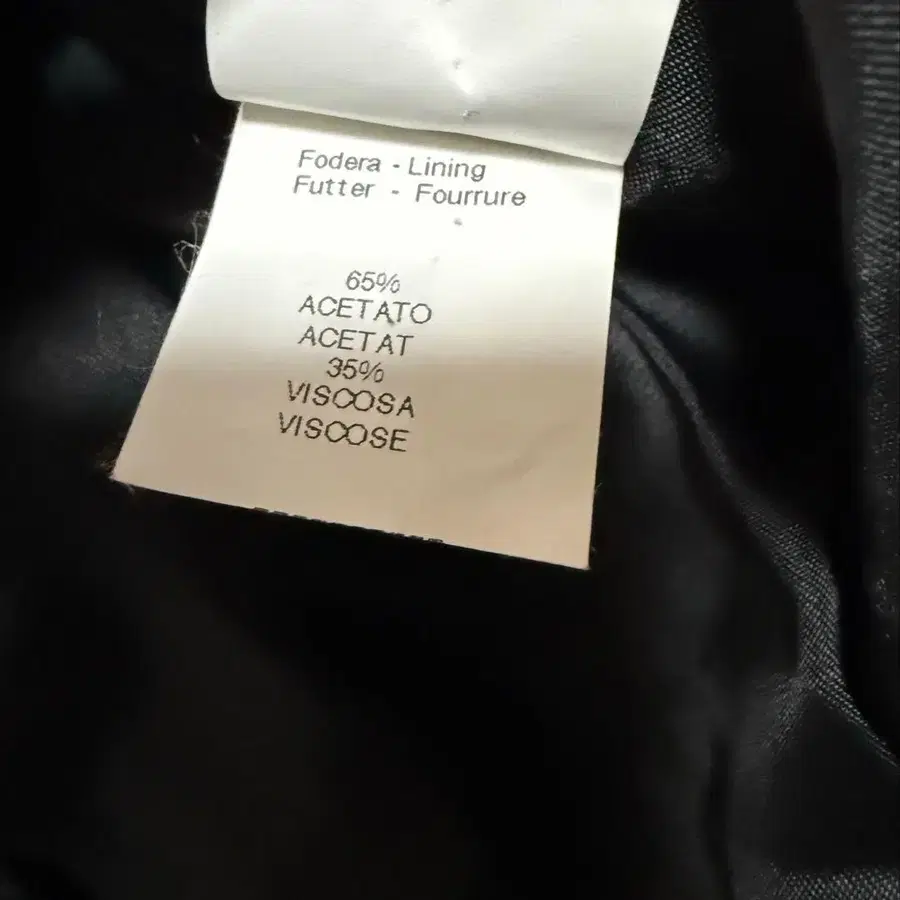 Fodera - Lining
Futter - Fourrure
65%
ACETATO
ACETAT
35%
VISCOSA
VISCOSE